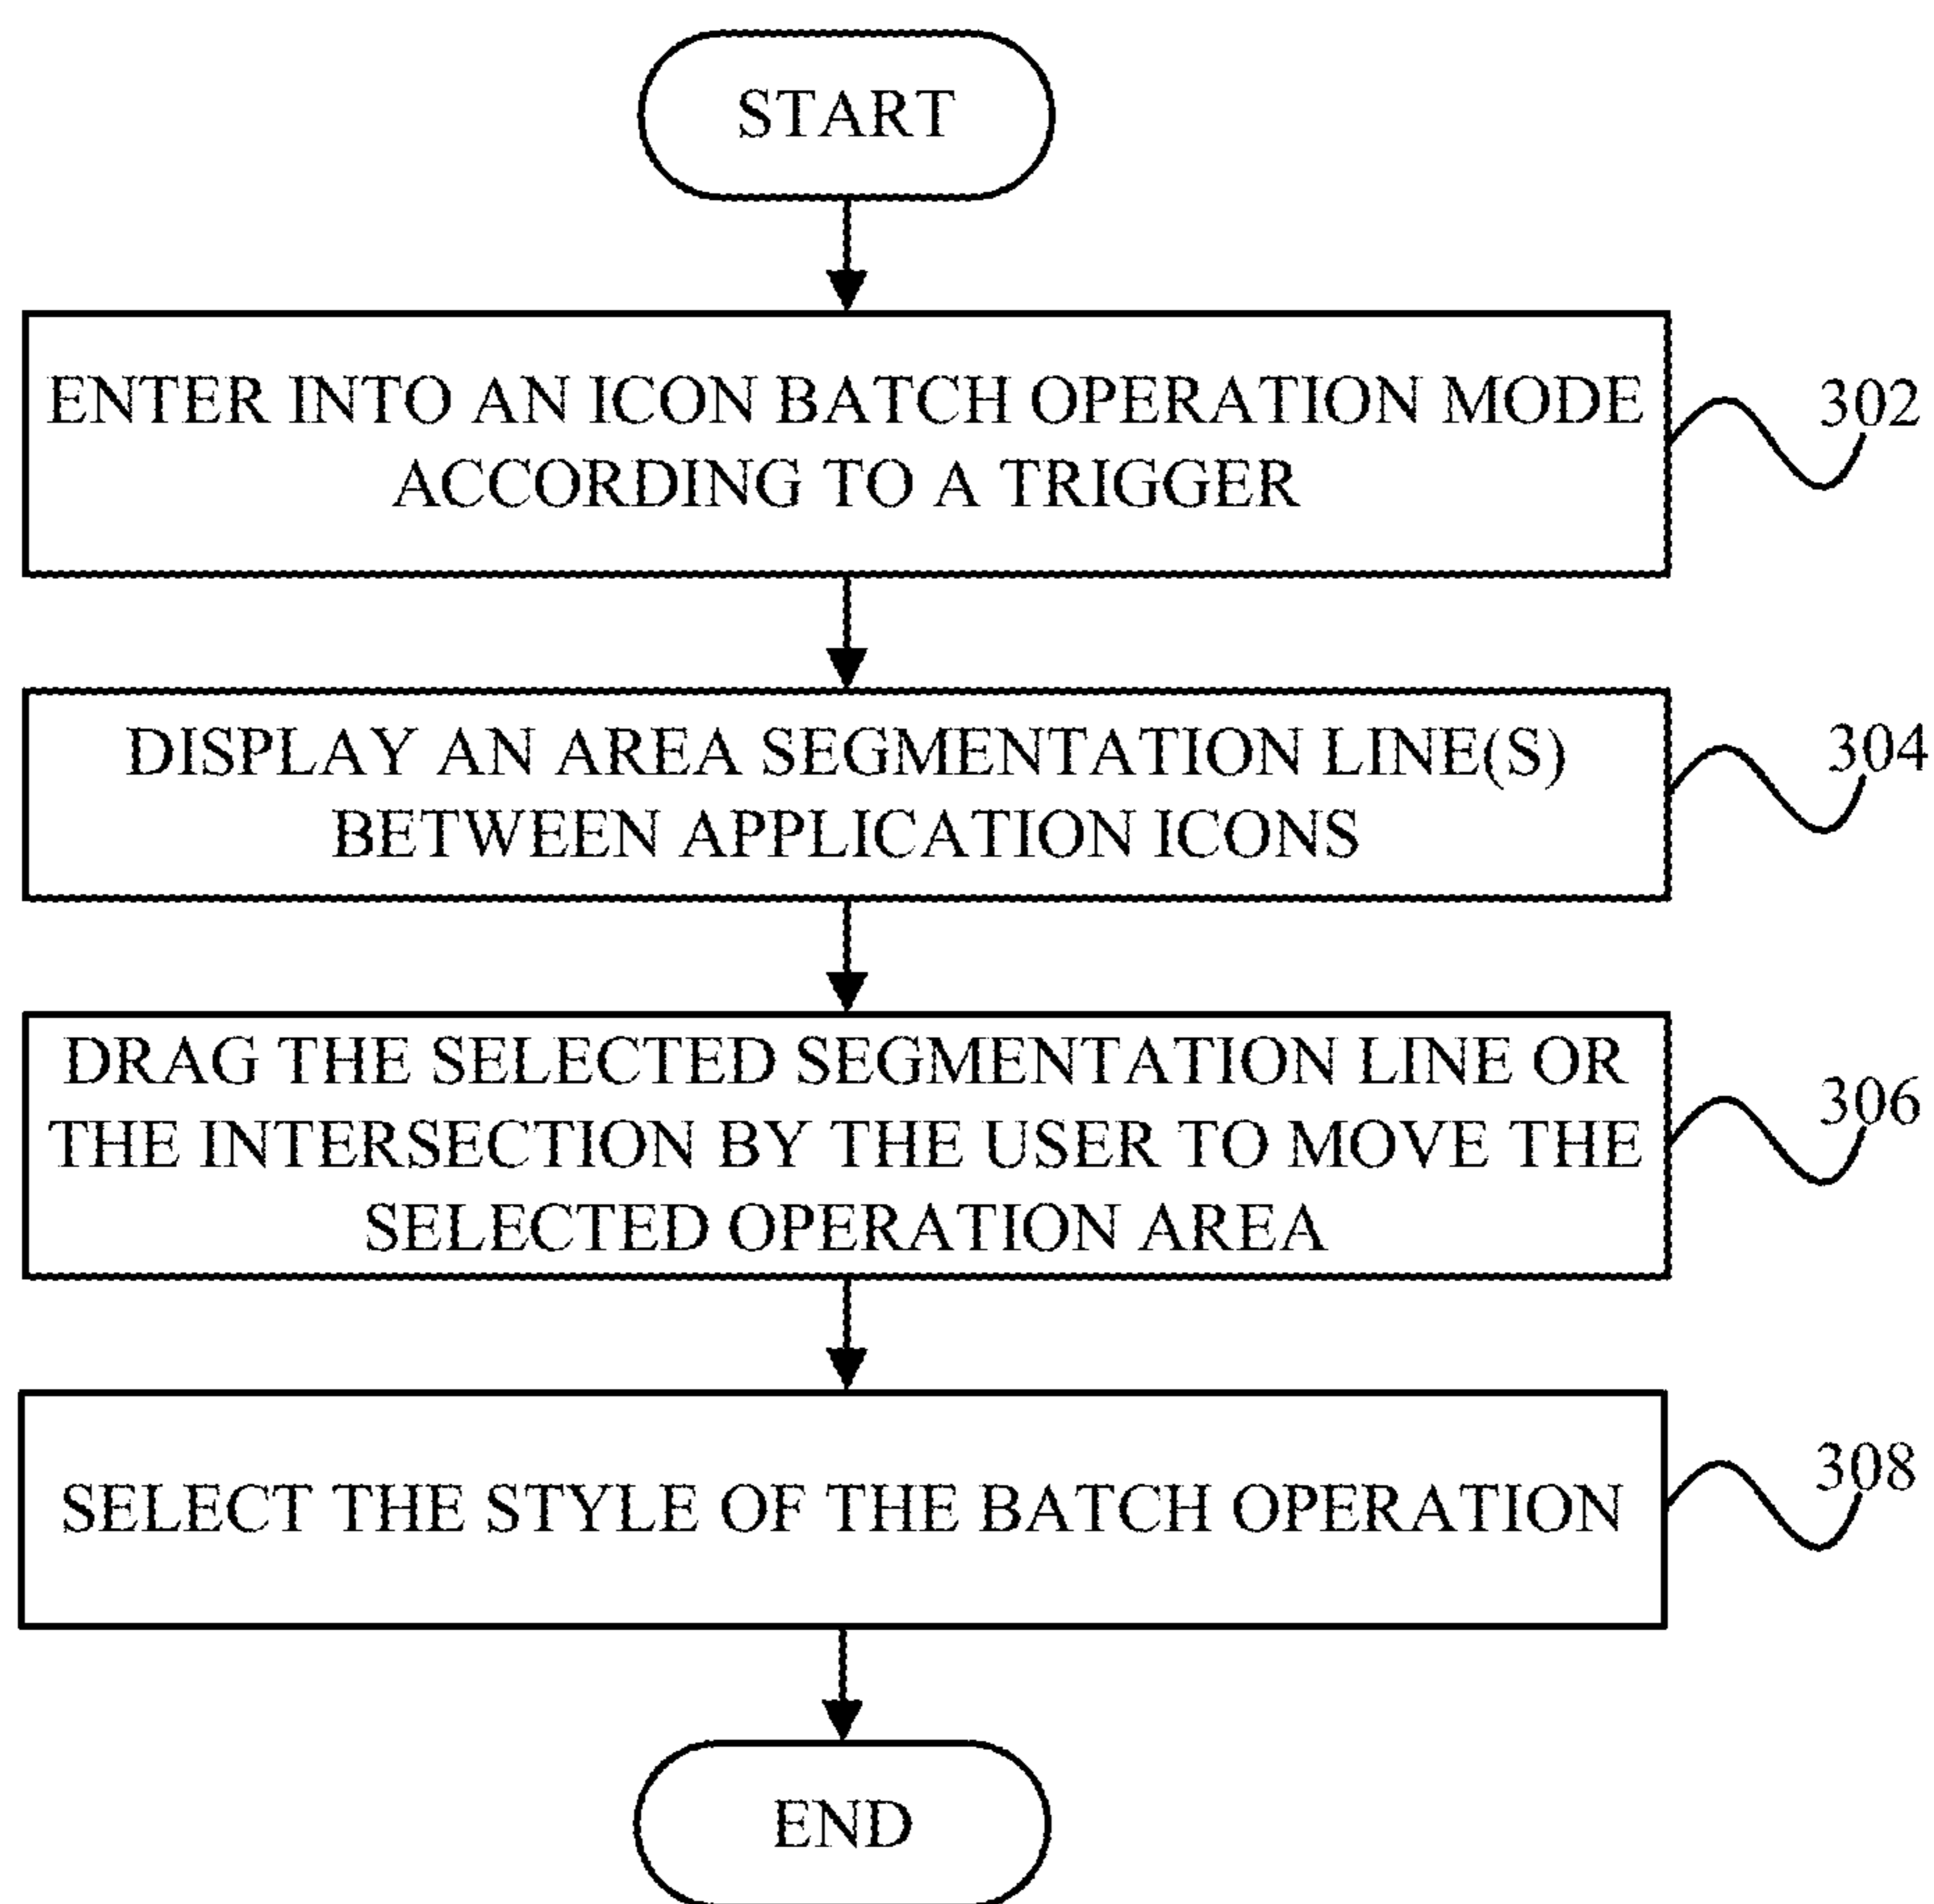 START
ENTER INTO AN ICON BATCH OPERATION MODE
ACCORDING TO A TRIGGER
302
DISPLAY AN AREA SEGMENTATION LINE(S)
BETWEEN APPLICATION ICONS
304
DRAG THE SELECTED SEGMENTATION LINE OR
THE INTERSECTION BY THE USER TO MOVE THE
SELECTED OPERATION AREA
306
SELECT THE STYLE OF THE BATCH OPERATION
308
END